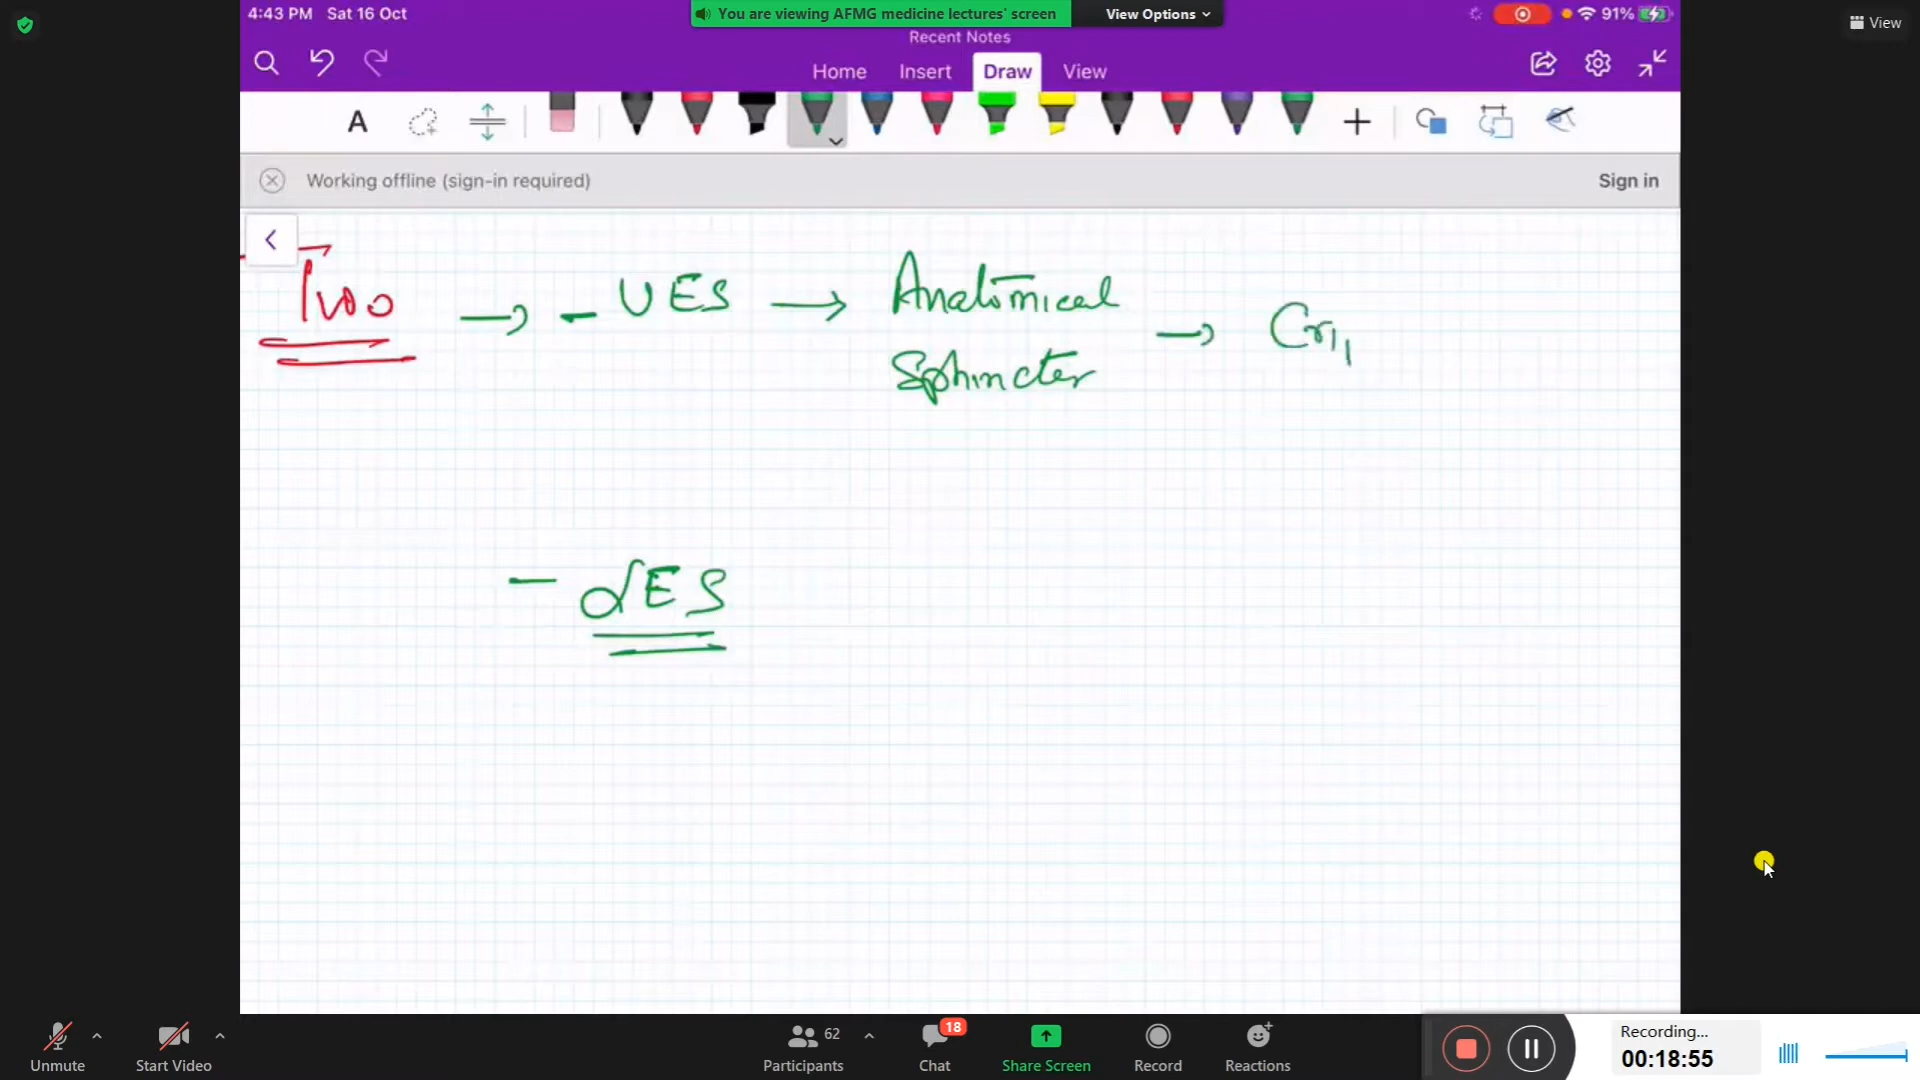 4:43 PM Sat 16 Oct
You are viewing AFMG medicine lectures' screen
View Options
91%
View
Recent Notes
Home Insert Draw View
A
Working offline (sign-in required)
Sign in
Two → - UES → Anatomical Sphincter → Cri
- LES
Unmute
Start Video
62
Participants
18
Chat
Share Screen
Record
Reactions
Recording...
00:18:55